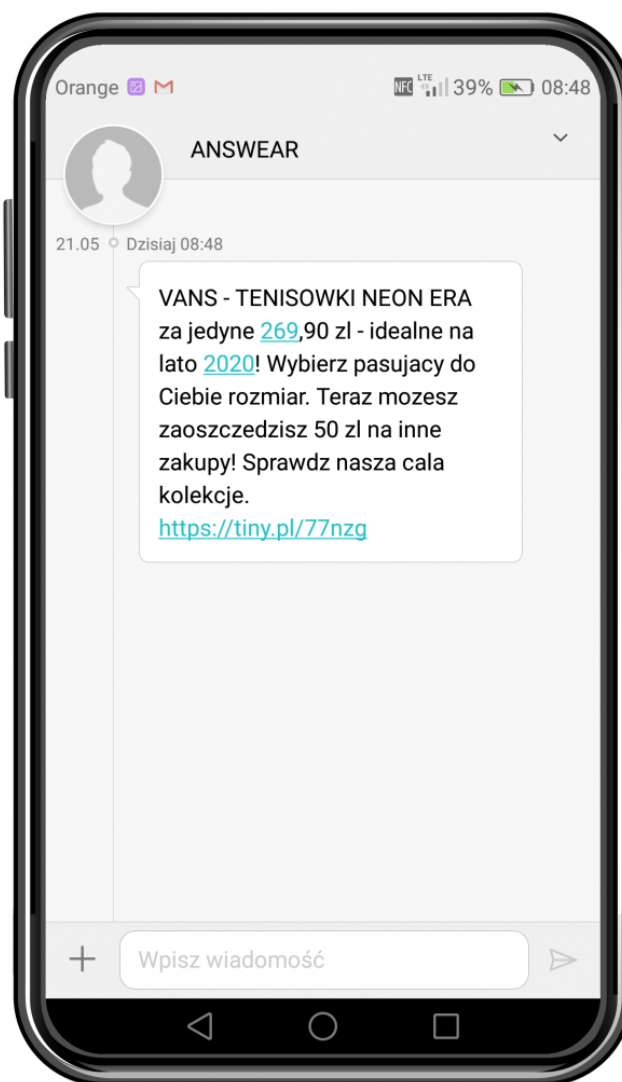 Orange NFC LTE 39% 08:48
ANSWEAR
21.05 Dzisiaj 08:48
VANS - TENISOWKI NEON ERA
za jedyne 269,90 zl - idealne na
lato 2020! Wybierz pasujacy do
Ciebie rozmiar. Teraz mozesz
zaoszczedzisz 50 zl na inne
zakupy! Sprawdz nasza cala
kolekcje.
https://tiny.pl/77nzg
Wpisz wiadomość